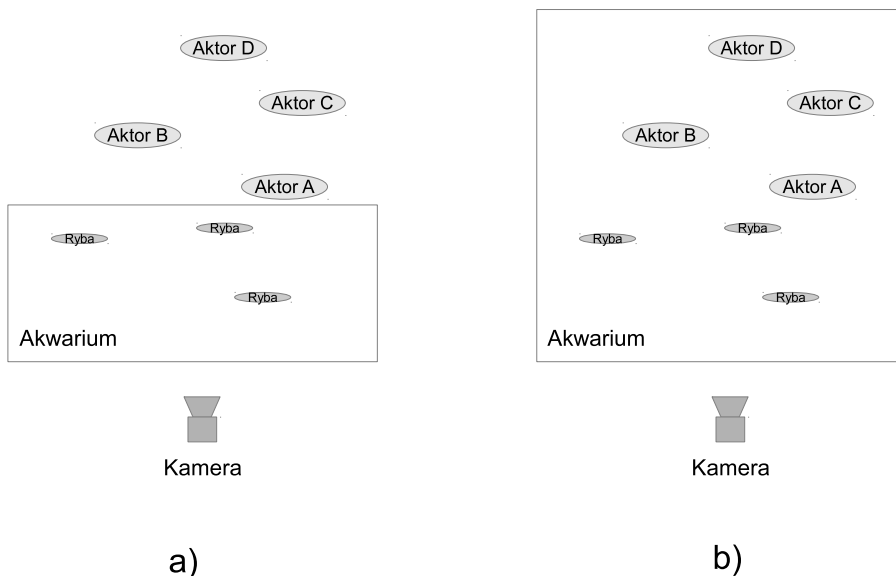 Aktor D
Aktor C
Aktor B
Aktor A
Ryba
Ryba
Ryba
Akwarium
Kamera
a)
Aktor D
Aktor C
Aktor B
Aktor A
Ryba
Ryba
Ryba
Akwarium
Kamera
b)